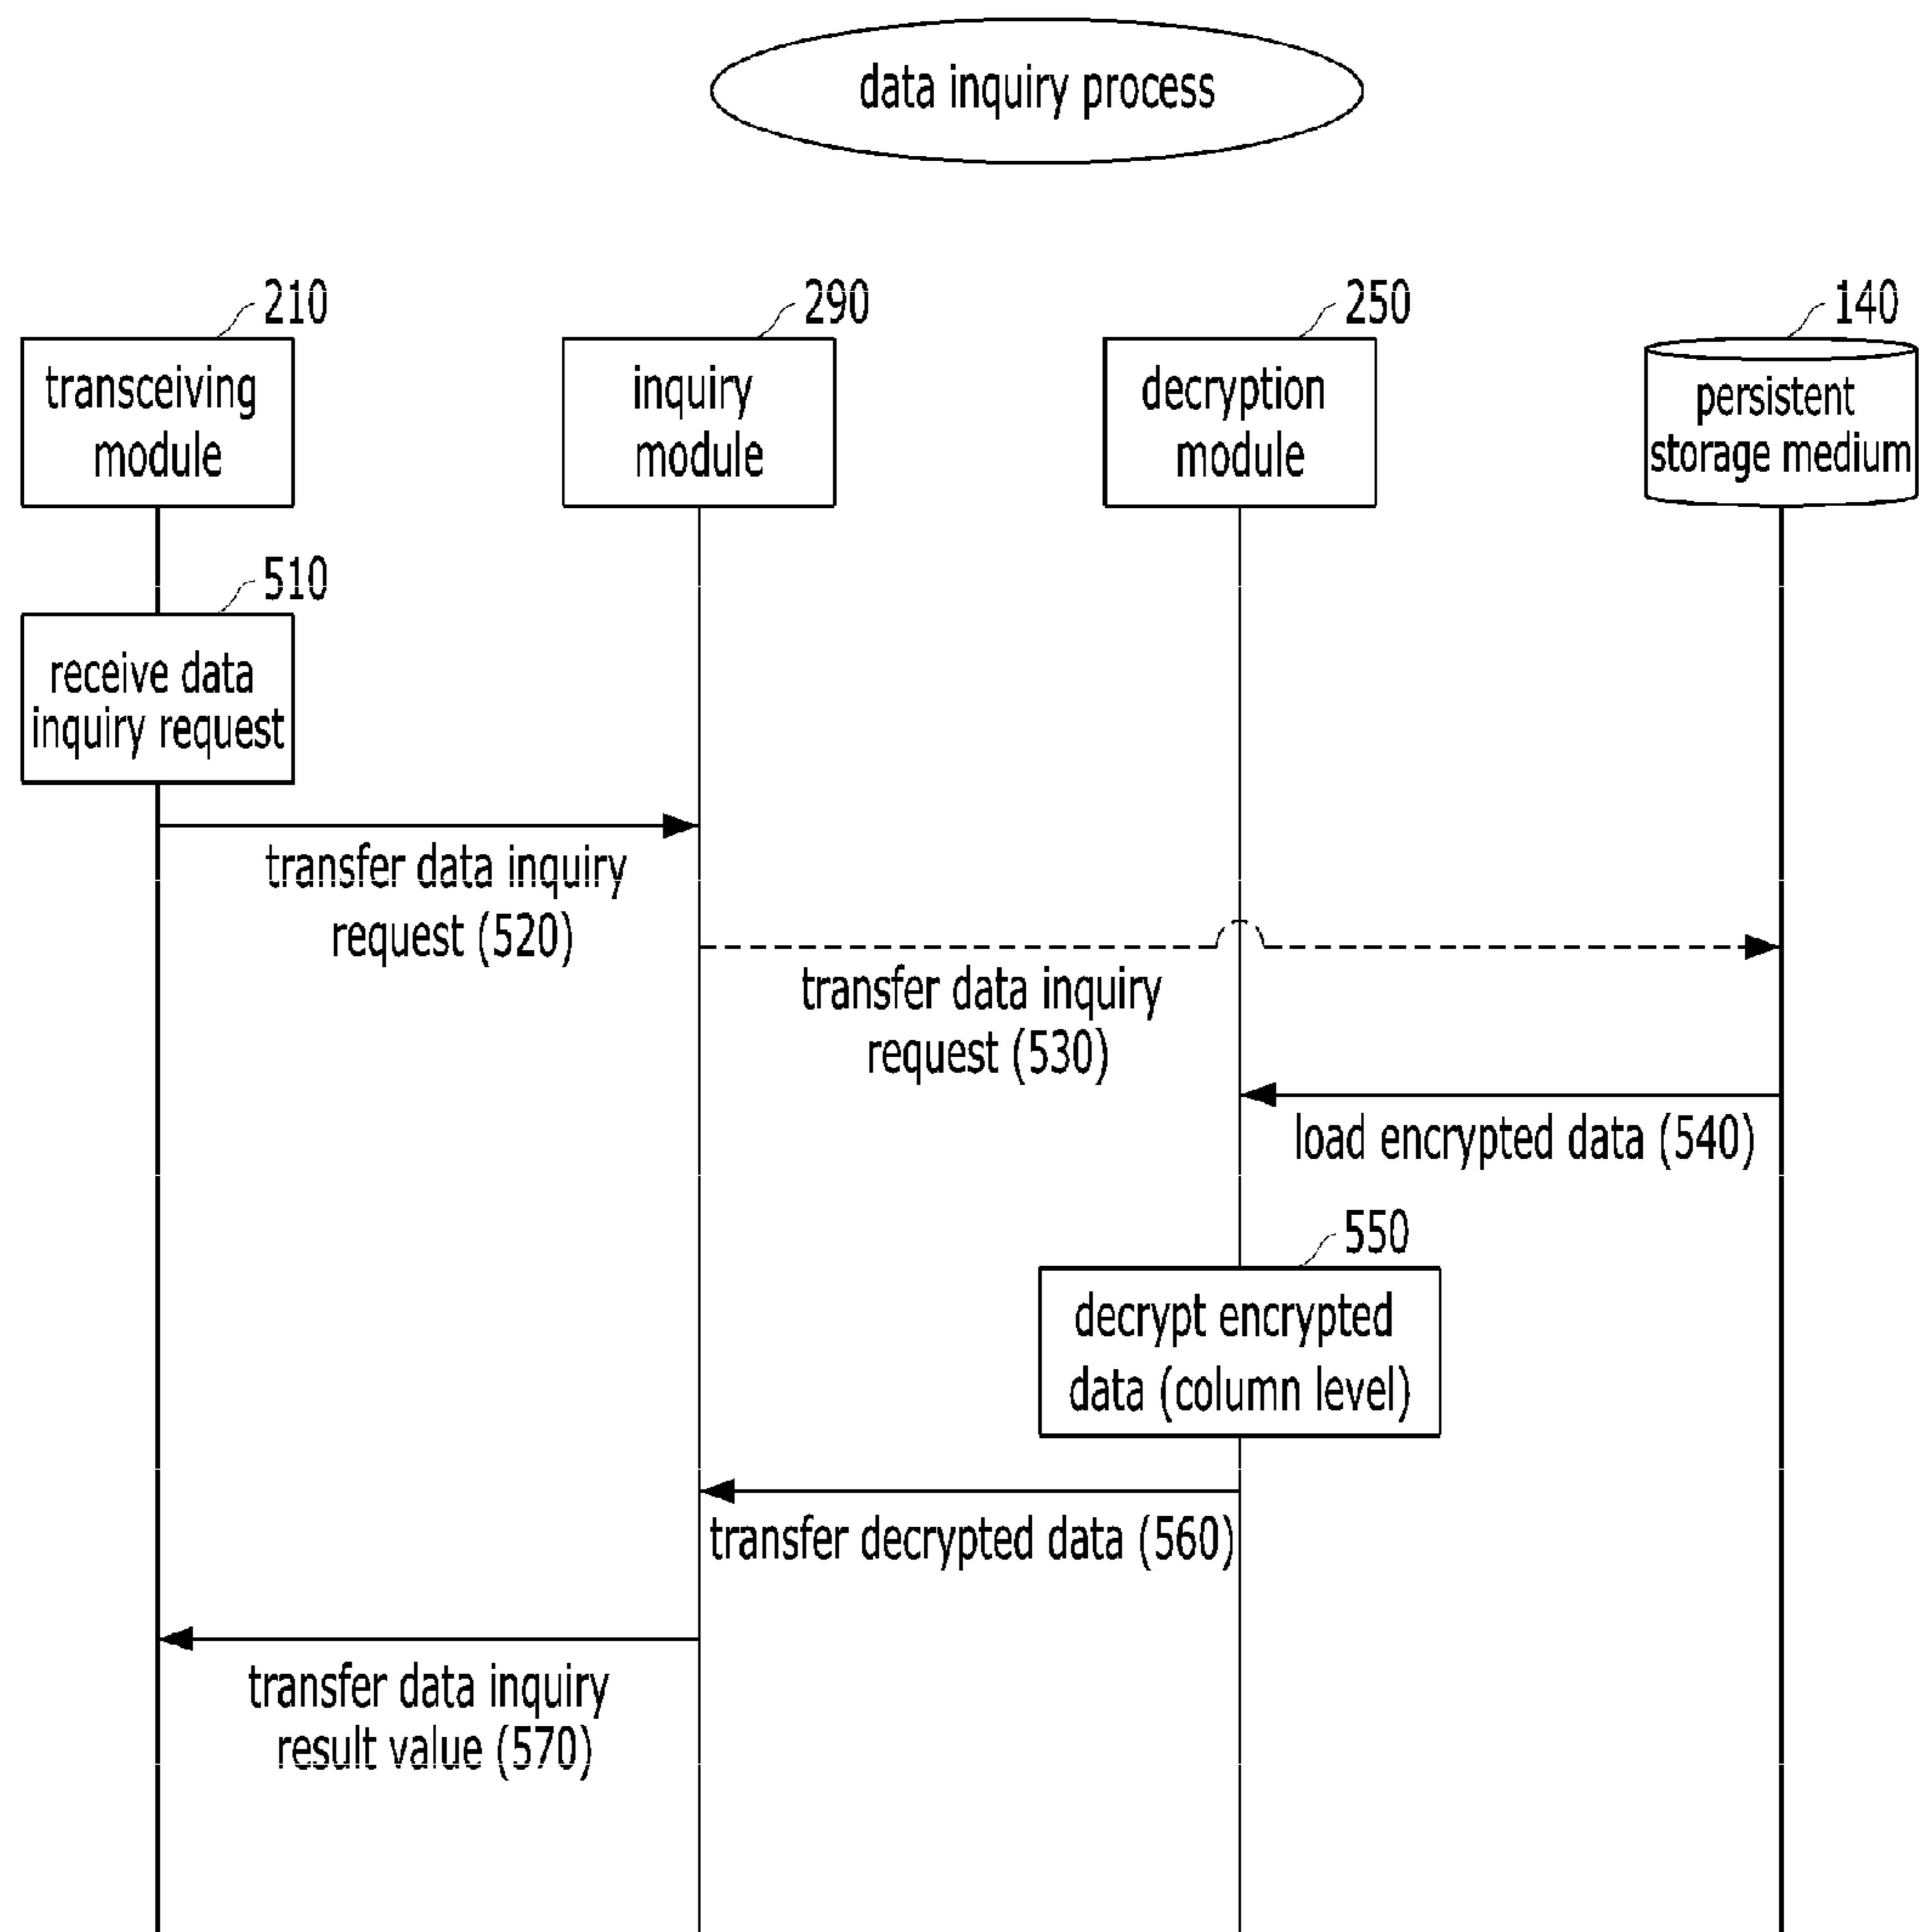 data inquiry process
210
290
250
140
transceiving
module
inquiry
module
decryption
module
persistent
storage medium
510
receive data
inquiry request
transfer data inquiry
request (520)
transfer data inquiry
request (530)
load encrypted data (540)
550
decrypt encrypted
data (column level)
transfer decrypted data (560)
transfer data inquiry
result value (570)